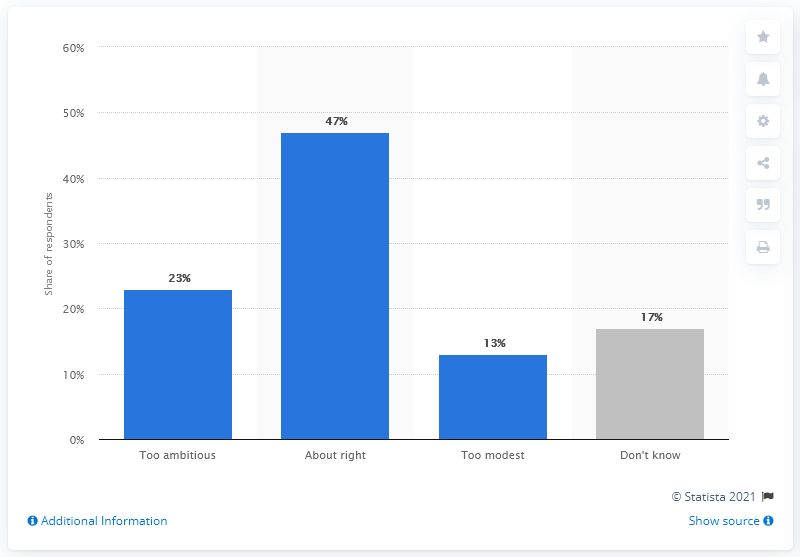 60%
50%
40%
30%
20%
10%
0%
Share of respondents
23%
47%
13%
17%
Too ambitious
About right
Too modest
Don't know
© Statista 2021
Additional Information
Show source